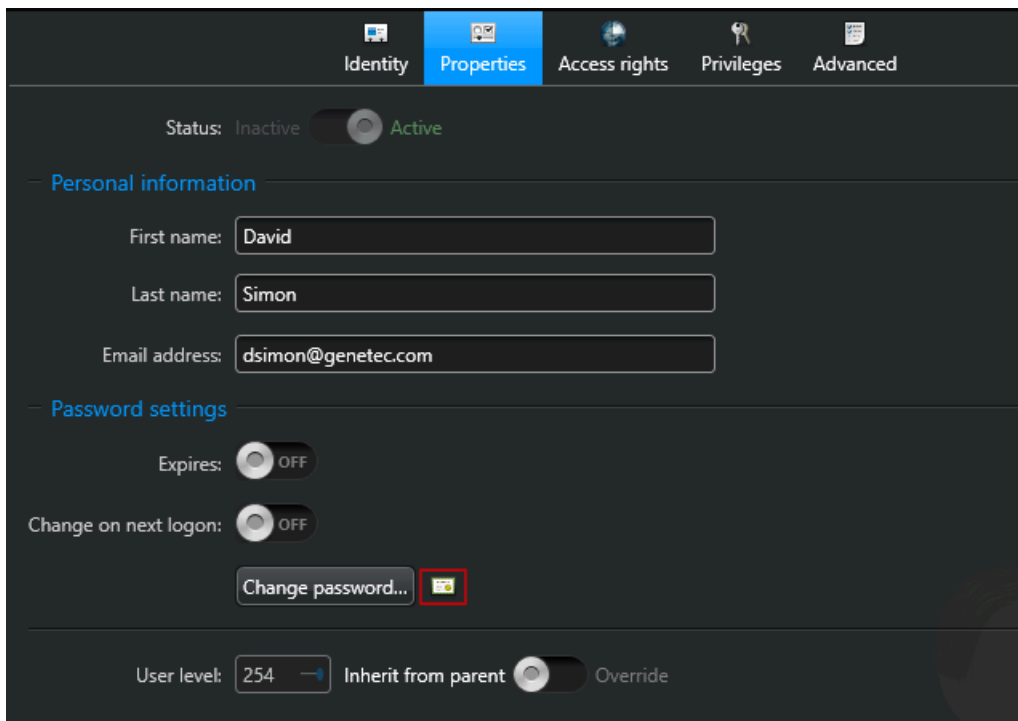 Identity Properties Access rights Privileges Advanced
Status: Inactive Active
Personal information
First name: David
Last name: Simon
Email address: dsimon@genetec.com
Password settings
Expires: OFF
Change on next logon: OFF
Change password...
User level: 254 Inherit from parent Override